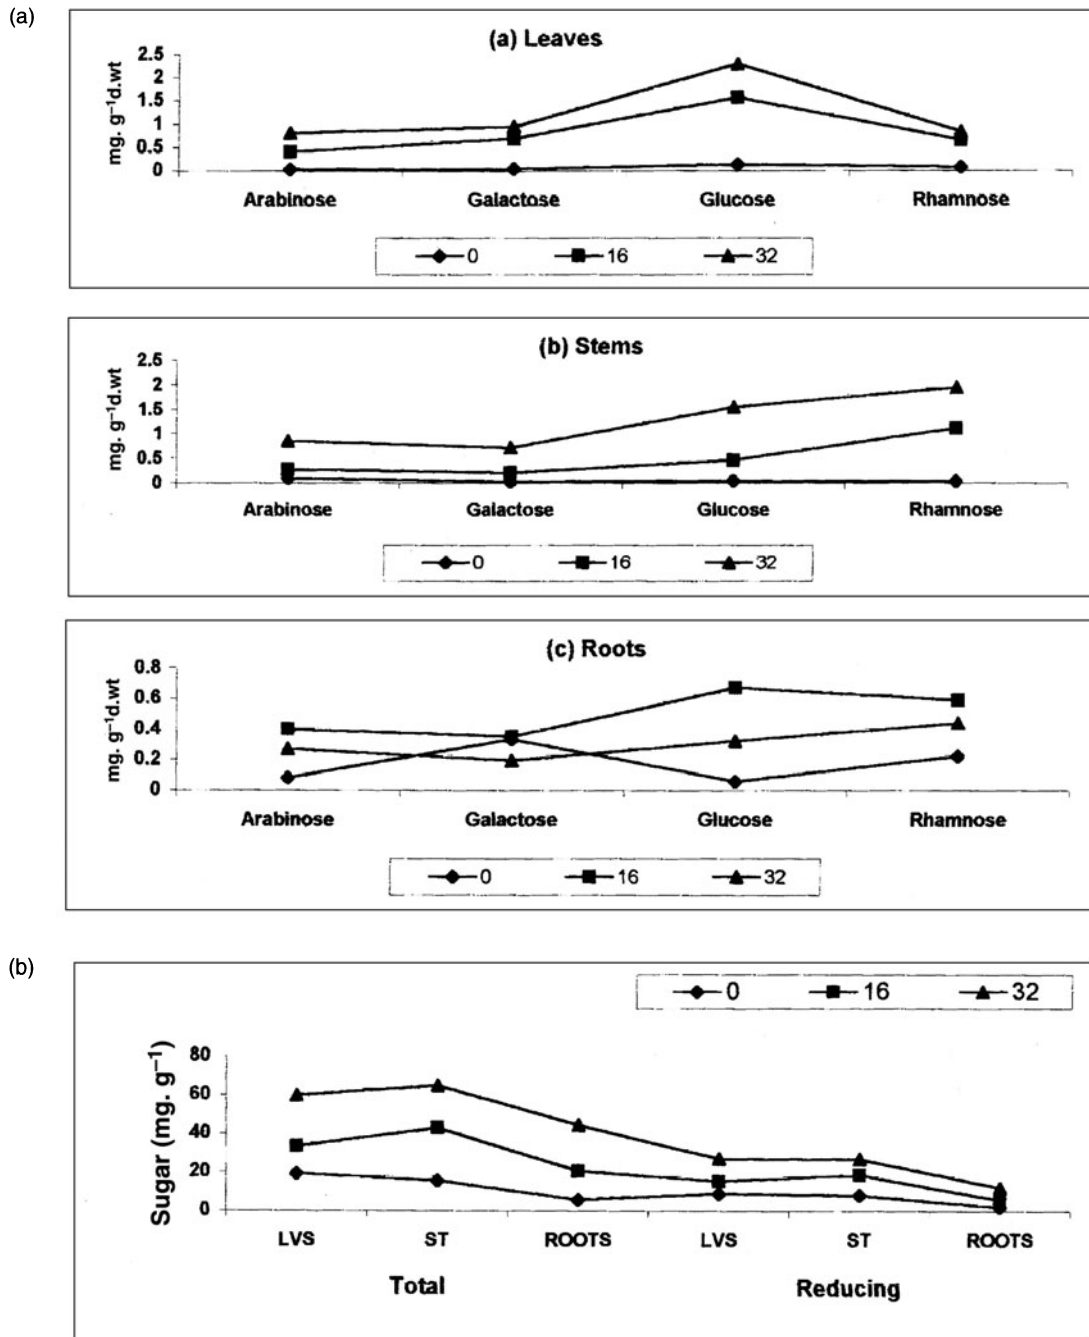 (a)
(a) Leaves
mg. g⁻¹d.wt
2.5
2
1.5
1
0.5
0
Arabinose Galactose Glucose Rhamnose
0 16 32
(b) Stems
mg. g⁻¹d.wt
2.5
2
1.5
1
0.5
0
Arabinose Galactose Glucose Rhamnose
0 16 32
(c) Roots
mg. g⁻¹d.wt
0.8
0.6
0.4
0.2
0
Arabinose Galactose Glucose Rhamnose
0 16 32
(b)
0 16 32
Sugar (mg. g⁻¹)
80
60
40
20
0
LVS ST ROOTS LVS ST ROOTS
Total Reducing